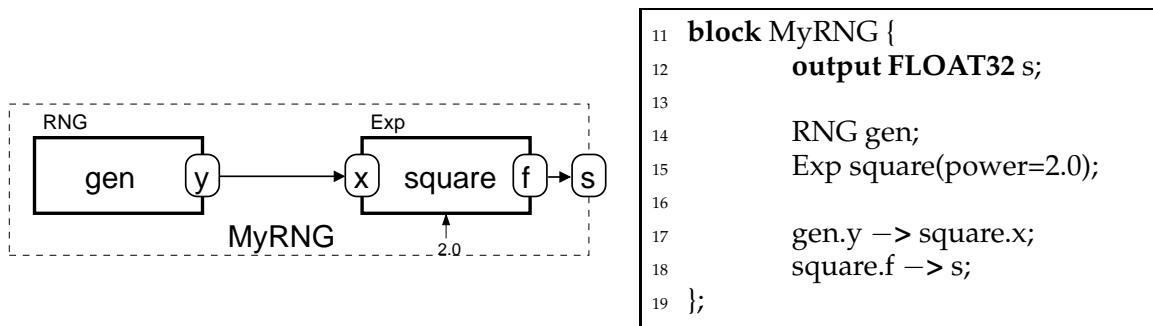 RNG
Exp
gen
y
x
square
f
s
MyRNG
2.0
11 block MyRNG {
12 output FLOAT32 s;
13
14 RNG gen;
15 Exp square(power=2.0);
16
17 gen.y −> square.x;
18 square.f −> s;
19 };